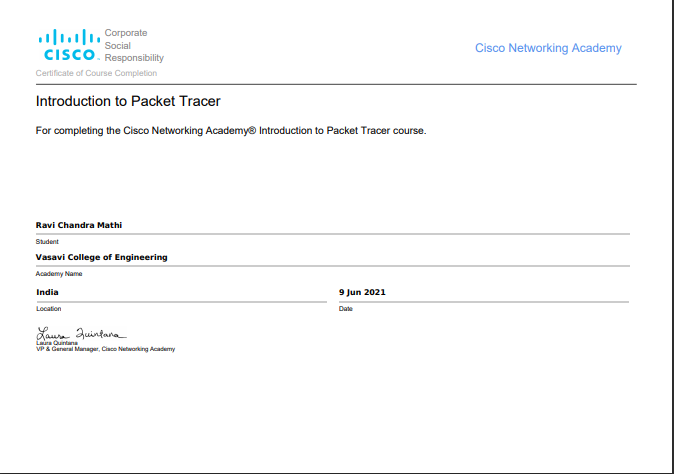 Corporate
Social
Responsibility
CISCO.
Cisco Networking Academy
Certificate of Course Completion
Introduction to Packet Tracer
For completing the Cisco Networking Academy® Introduction to Packet Tracer course.
Ravi Chandra Mathi
Student
Vasavi College of Engineering
Academy Name
India
9 Jun 2021
Location
Date
Laura Quintana
Laura Quintana
VP & General Manager, Cisco Networking Academy